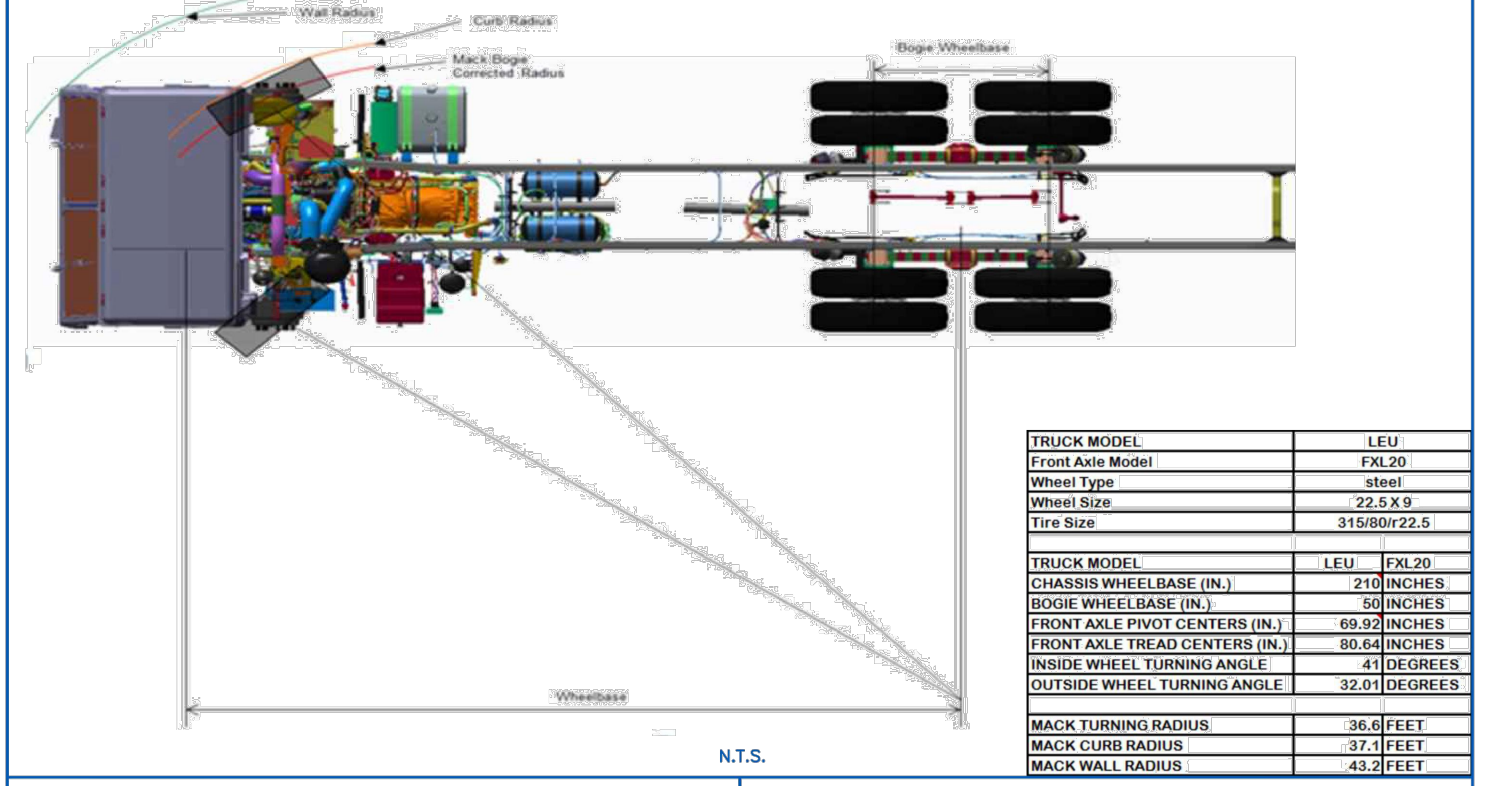 Wall Radius
Curb Radius
Mack Bogie
Corrected Radius
Bogie Wheelbase
Wheelbase
N.T.S.
TRUCK MODEL LEU
Front Axle Model FXL20
Wheel Type steel
Wheel Size 22.5 X 9
Tire Size 315/80/r22.5
TRUCK MODEL LEU FXL20
CHASSIS WHEELBASE (IN.) 210 INCHES
BOGIE WHEELBASE (IN.) 50 INCHES
FRONT AXLE PIVOT CENTERS (IN.) 69.92 INCHES
FRONT AXLE TREAD CENTERS (IN.) 80.64 INCHES
INSIDE WHEEL TURNING ANGLE 41 DEGREES
OUTSIDE WHEEL TURNING ANGLE 32.01 DEGREES
MACK TURNING RADIUS 36.6 FEET
MACK CURB RADIUS 37.1 FEET
MACK WALL RADIUS 43.2 FEET